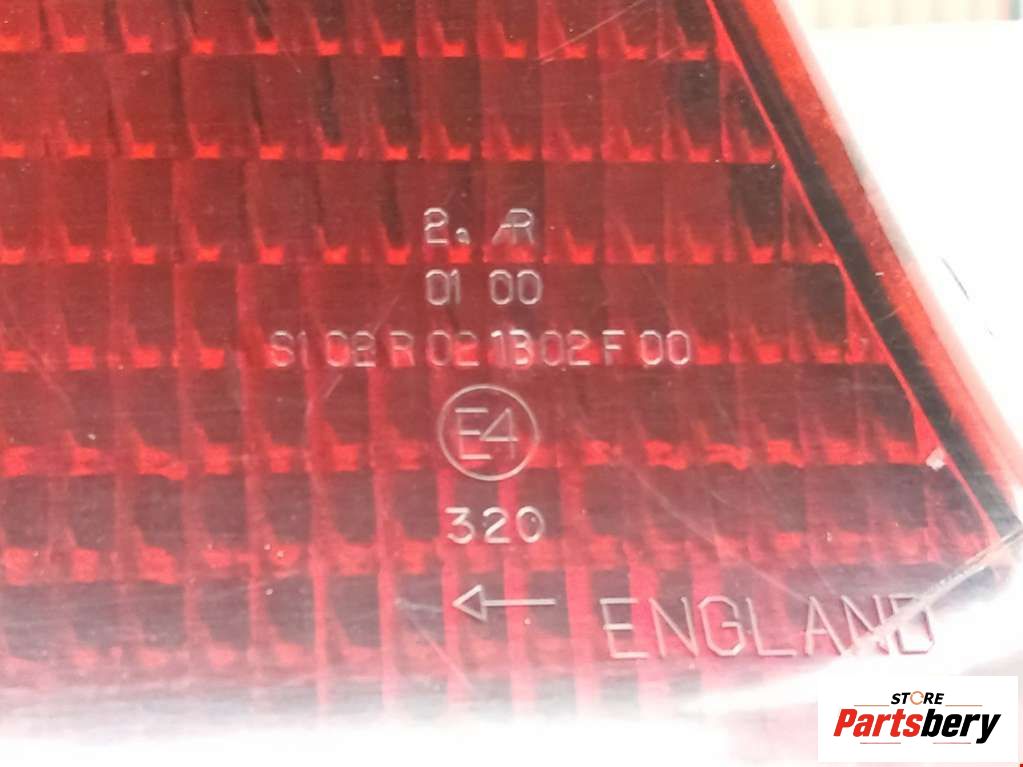 2a AR
01 00
S1 02 R 02 1B 02 F 00
E4
320
← ENGLAND
STORE
Partsbery